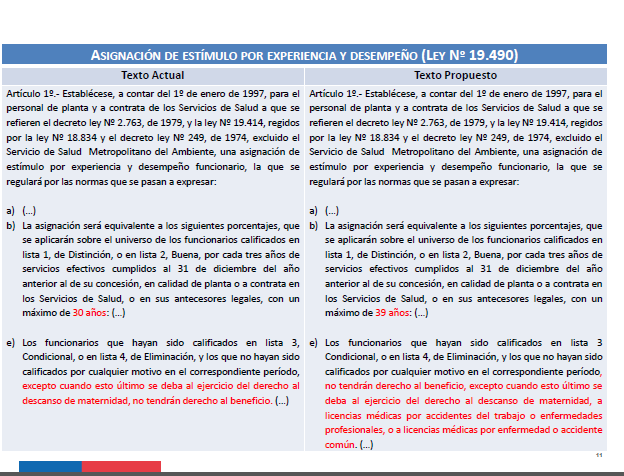 ASIGNACIÓN DE ESTÍMULO POR EXPERIENCIA Y DESEMPEÑO (LEY Nº 19.490)
Texto Actual
Artículo 1º.- Establécese, a contar del 1º de enero de 1997, para el
personal de planta y a contrata de los Servicios de Salud a que se
refieren el decreto ley Nº 2.763, de 1979, y la ley Nº 19.414, regidos
por la ley Nº 18.834 y el decreto ley Nº 249, de 1974, excluido el
Servicio de Salud Metropolitano del Ambiente, una asignación de
estímulo por experiencia y desempeño funcionario, la que se
regulará por las normas que se pasan a expresar:
a) (...)
b) La asignación será equivalente a los siguientes porcentajes, que
se aplicarán sobre el universo de los funcionarios calificados en
lista 1, de Distinción, o en lista 2, Buena, por cada tres años de
servicios efectivos cumplidos al 31 de diciembre del año
anterior al de su concesión, en calidad de planta o a contrata en
los Servicios de Salud, o en sus antecesores legales, con un
máximo de 30 años: (...)
e) Los funcionarios que hayan sido calificados en lista 3,
Condicional, o en lista 4, de Eliminación, y los que no hayan sido
calificados por cualquier motivo en el correspondiente período,
excepto cuando esto último se deba al ejercicio del derecho al
descanso de maternidad, no tendrán derecho al beneficio. (...)
Texto Propuesto
Artículo 1º.- Establécese, a contar del 1º de enero de 1997, para el
personal de planta y a contrata de los Servicios de Salud a que se
refieren el decreto ley Nº 2.763, de 1979, y la ley Nº 19.414, regidos
por la ley Nº 18.834 y el decreto ley Nº 249, de 1974, excluido el
Servicio de Salud Metropolitano del Ambiente, una asignación de
estímulo por experiencia y desempeño funcionario, la que se
regulará por las normas que se pasan a expresar:
a) (...)
b) La asignación será equivalente a los siguientes porcentajes, que
se aplicarán sobre el universo de los funcionarios calificados en
lista 1, de Distinción, o en lista 2, Buena, por cada tres años de
servicios efectivos cumplidos al 31 de diciembre del año
anterior al de su concesión, en calidad de planta o a contrata en
los Servicios de Salud, o en sus antecesores legales, con un
máximo de 39 años: (...)
e) Los funcionarios que hayan sido calificados en lista 3
Condicional, o en lista 4, de Eliminación, y los que no hayan sido
calificados por cualquier motivo en el correspondiente período,
no tendrán derecho al beneficio, excepto cuando esto último se
deba al ejercicio del derecho al descanso de maternidad, a
licencias médicas por accidentes del trabajo o enfermedades
profesionales, o a licencias médicas por enfermedad o accidente
común. (...)
11